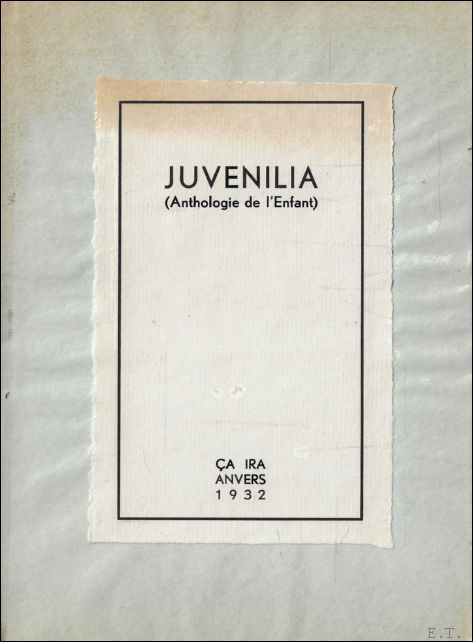 JUVENILIA
(Anthologie de l'Enfant)
ÇA IRA
ANVERS
1932